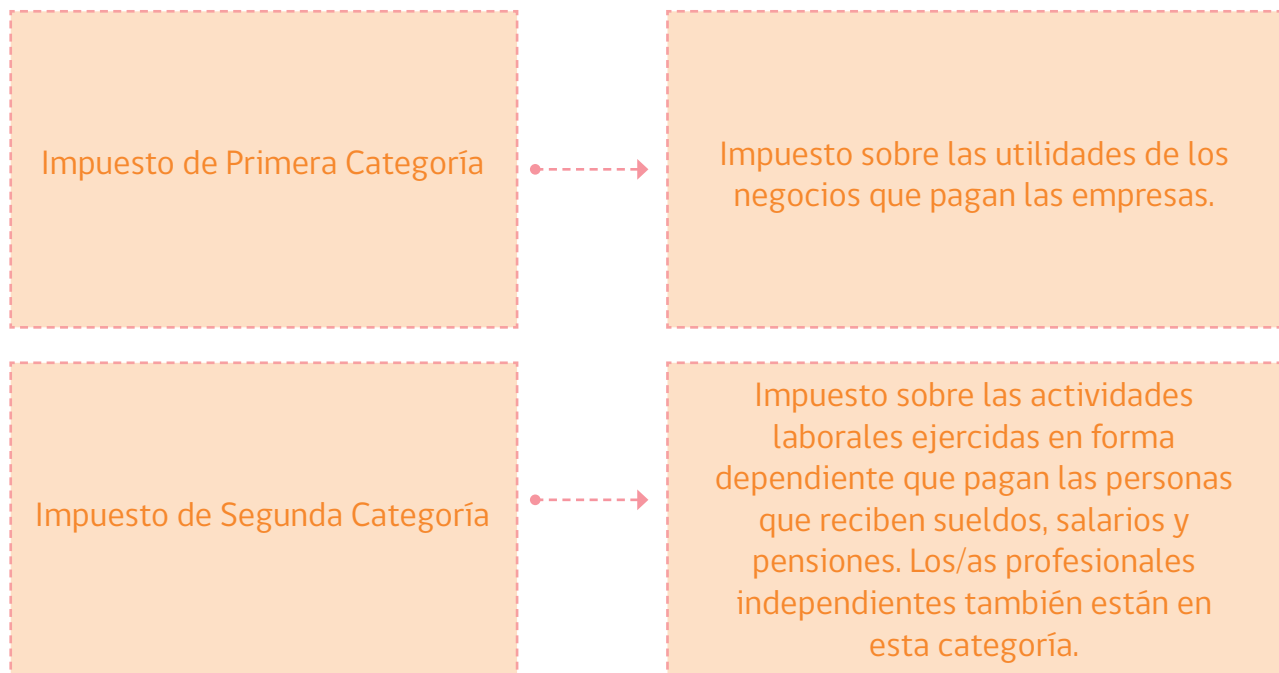 Impuesto de Primera Categoría
Impuesto sobre las utilidades de los
negocios que pagan las empresas.
Impuesto de Segunda Categoría
Impuesto sobre las actividades
laborales ejercidas en forma
dependiente que pagan las personas
que reciben sueldos, salarios y
pensiones. Los/as profesionales
independientes también están en
esta categoría.